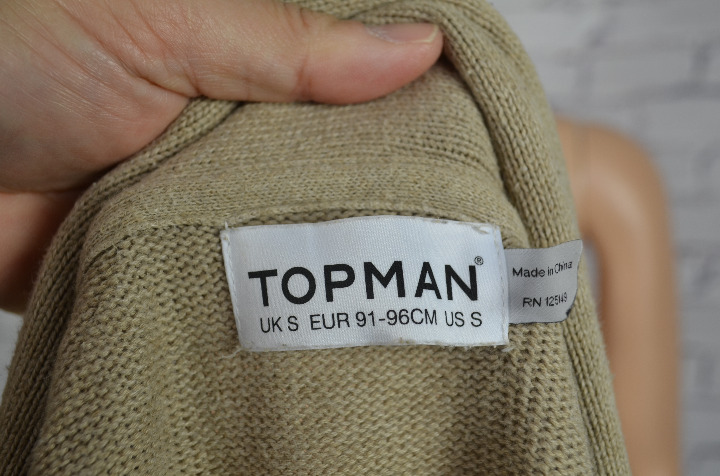 TOPMAN®
UK S EUR 91-96CM US S
Made in China
RN 125149